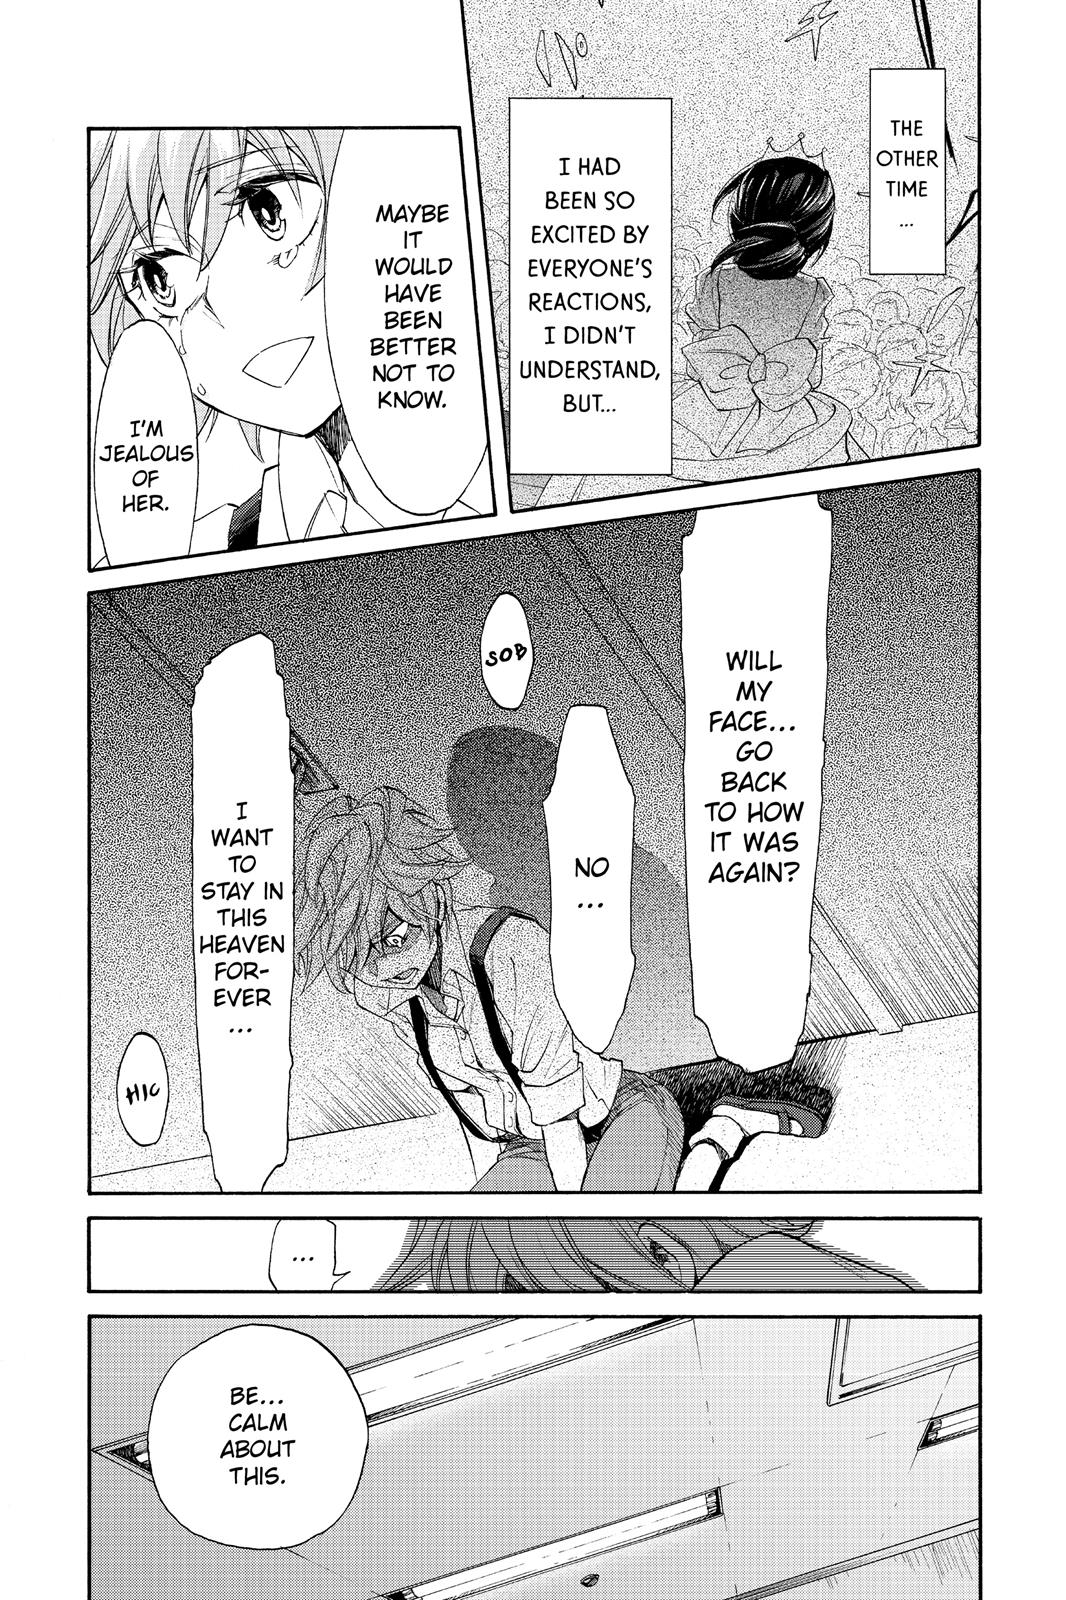 THE
OTHER
TIME
...
I HAD
BEEN SO
EXCITED BY
EVERYONE'S
REACTIONS,
I DIDN'T
UNDERSTAND,
BUT...
MAYBE
IT
WOULD
HAVE
BEEN
BETTER
NOT TO
KNOW.
I'M
JEALOUS
OF
HER.
WILL
MY
FACE...
GO
BACK
TO HOW
IT WAS
AGAIN?
SOB
NO
...
I
WANT
TO
STAY IN
THIS
HEAVEN
FOR-
EVER
...
HIC
...
BE...
CALM
ABOUT
THIS.